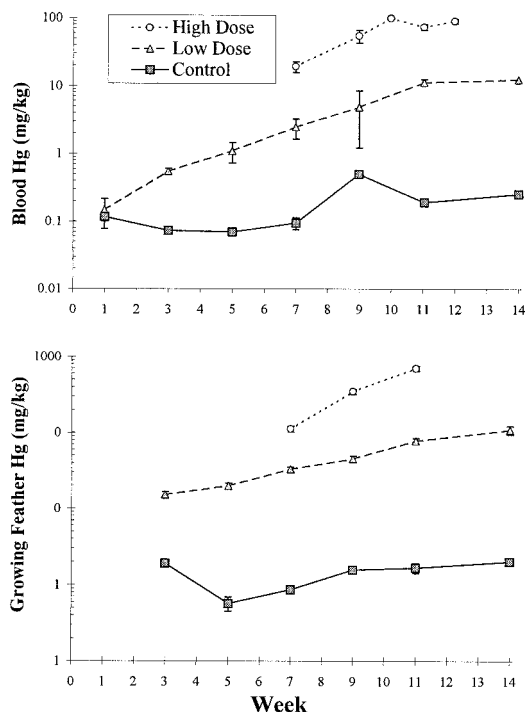 High Dose
Low Dose
Control
Blood Hg (mg/kg)
100
10
1
0.1
0.01
0 1 2 3 4 5 6 7 8 9 10 11 12 13 14
Growing Feather Hg (mg/kg)
1000
0
0
1
1
0 1 2 3 4 5 6 7 8 9 10 11 12 13 14
Week